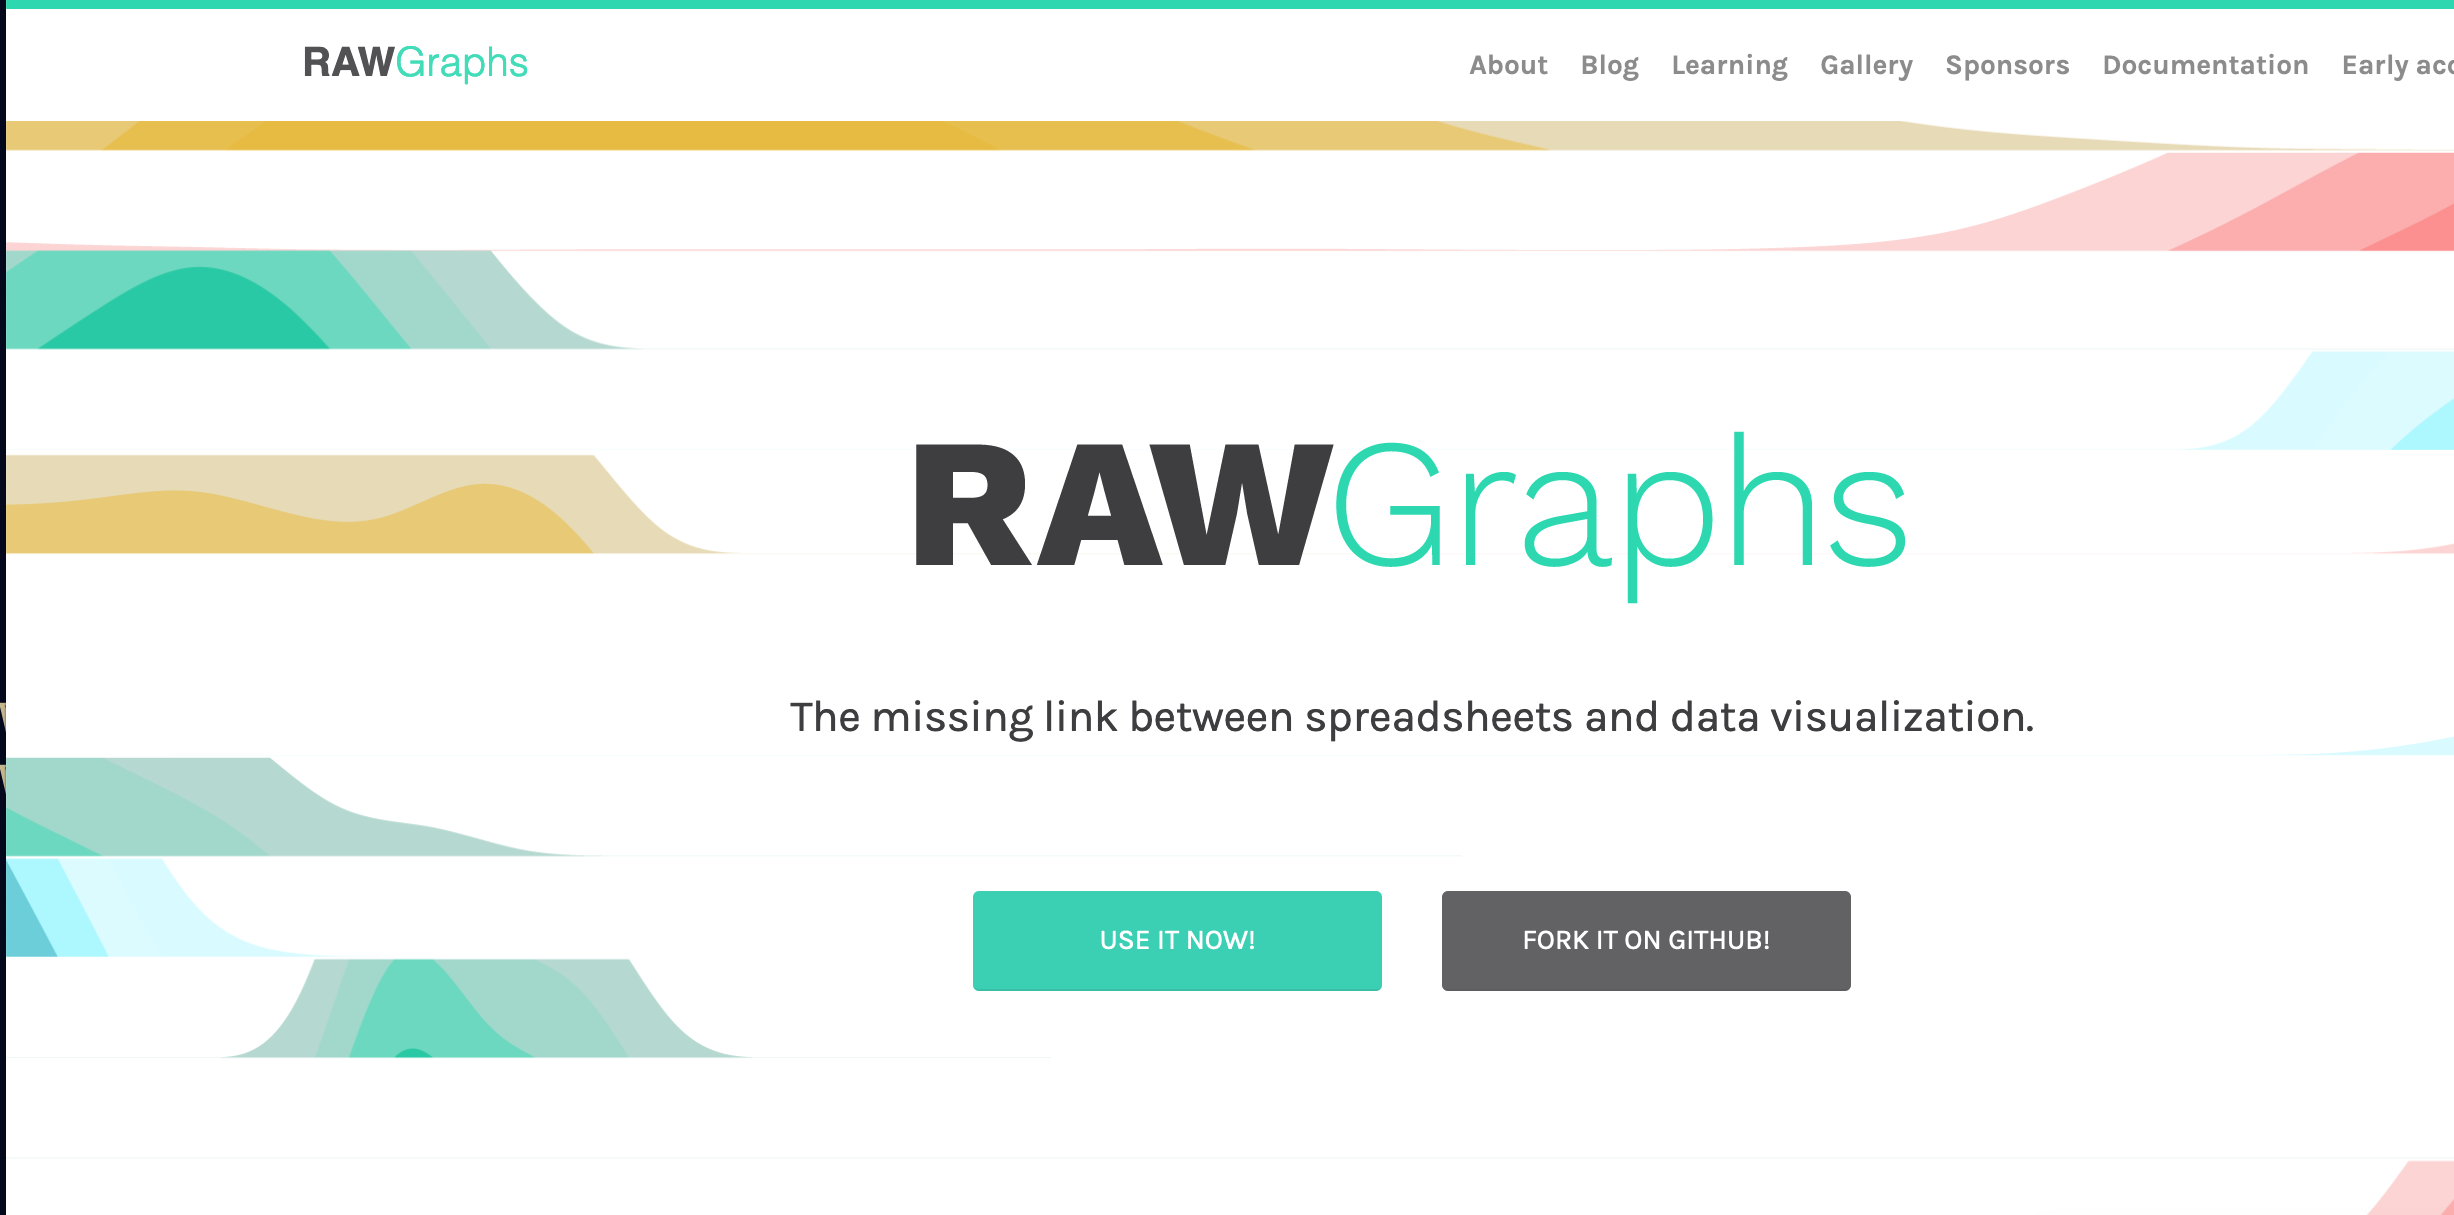 RAWGraphs
About Blog Learning Gallery Sponsors Documentation Early
RAWGraphs
The missing link between spreadsheets and data visualization.
USE IT NOW! FORK IT ON GITHUB!